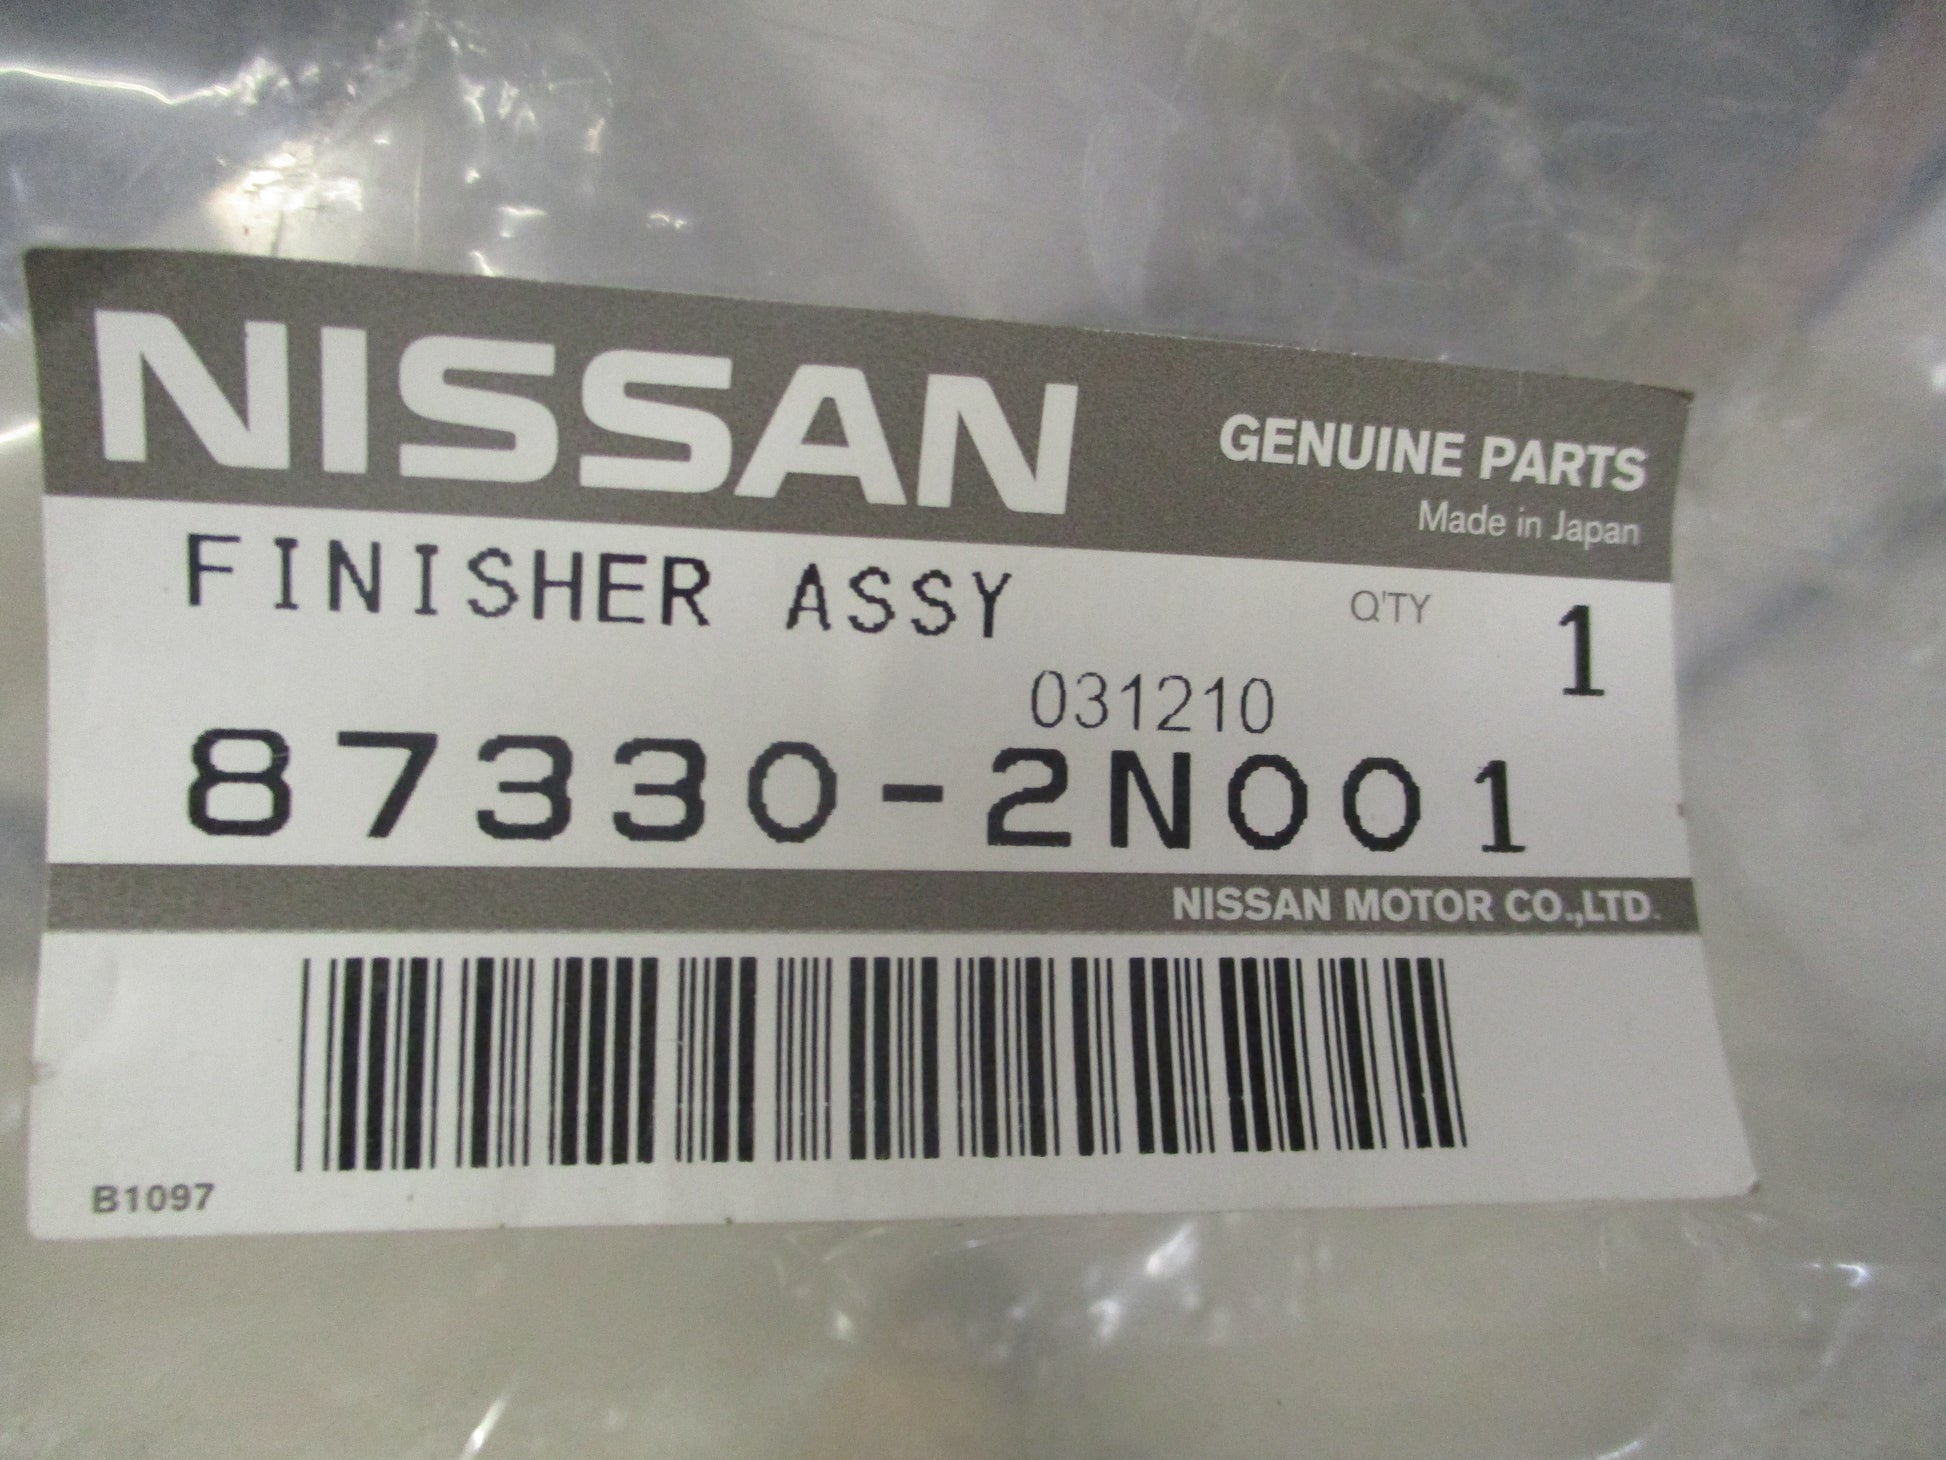 NISSAN
GENUINE PARTS
Made in Japan
FINISHER ASSY
Q'TY 1
031210
87330-2N001
NISSAN MOTOR CO.,LTD.
B1097